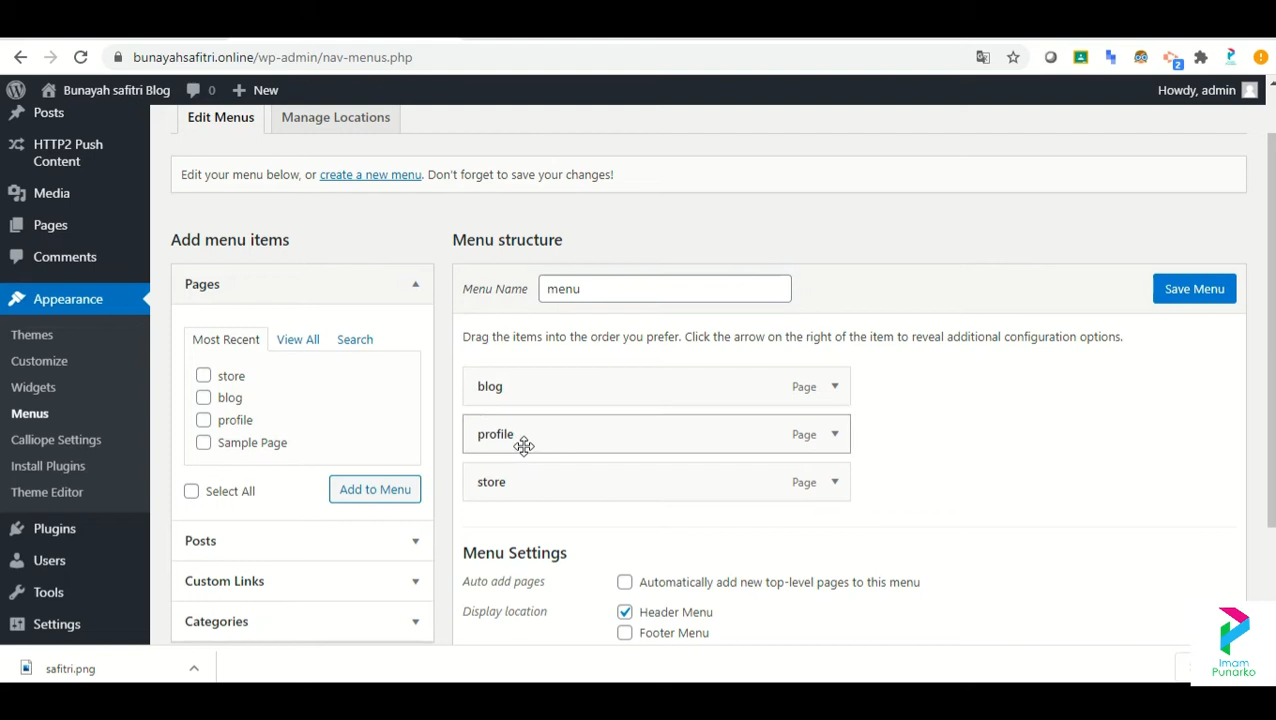 bunayahsafitri.online/wp-admin/nav-menus.php
2
Bunayah safitri Blog 0 New Howdy, admin
Posts
HTTP2 Push
Content
Media
Pages
Comments
Appearance
Themes
Customize
Widgets
Menus
Calliope Settings
Install Plugins
Theme Editor
Plugins
Users
Tools
Settings
Edit Menus Manage Locations
Edit your menu below, or create a new menu. Don't forget to save your changes!
Add menu items
Pages
Most Recent View All Search
store
blog
profile
Sample Page
Select All Add to Menu
Posts
Custom Links
Categories
Menu structure
Menu Name menu Save Menu
Drag the items into the order you prefer. Click the arrow on the right of the item to reveal additional configuration options.
blog Page
profile Page
store Page
Menu Settings
Auto add pages Automatically add new top-level pages to this menu
Display location Header Menu
Footer Menu
safitri.png
Imam
Punarko